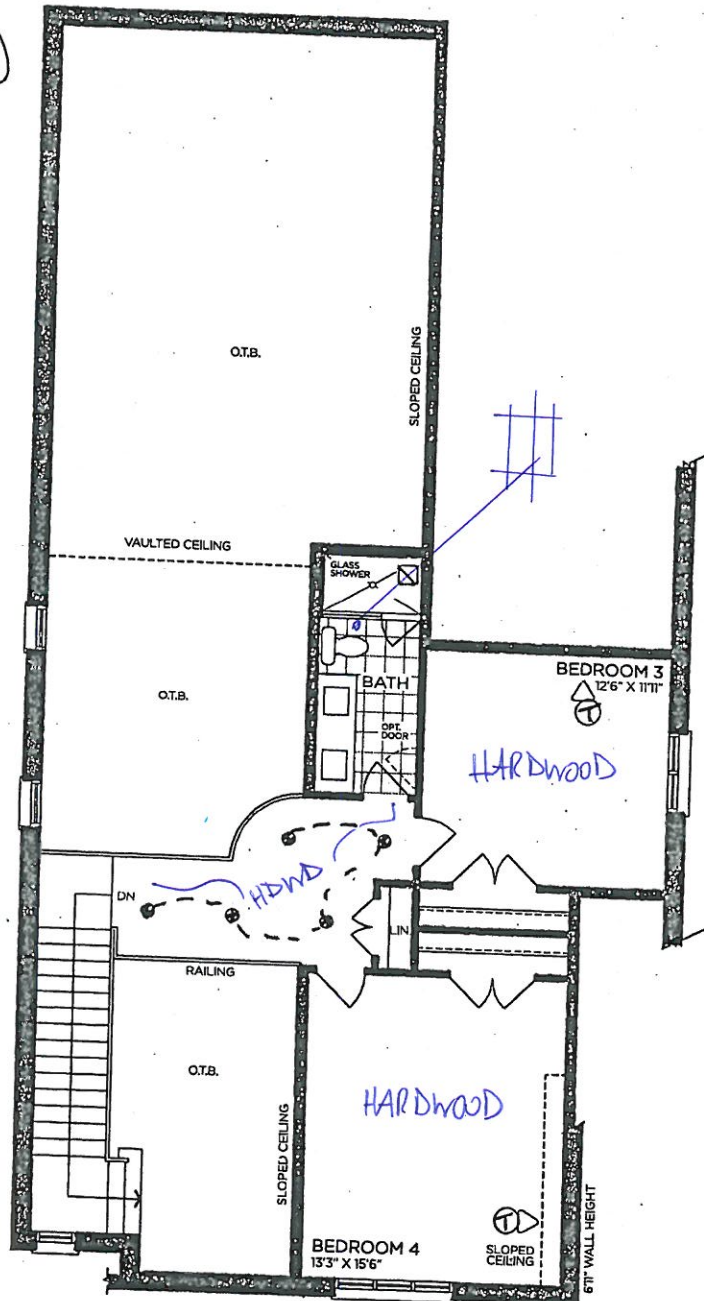 O.T.B.
SLOPED CEILING
VAULTED CEILING
GLASS
SHOWER
BEDROOM 3
12'6" X 11'11"
T
BATH
O.T.B.
OPT.
DOOR
HARDWOOD
HDWD
DN
LIN.
RAILING
O.T.B.
HARDWOOD
SLOPED CEILING
T
SLOPED
CEILING
BEDROOM 4
13'3" X 15'6"
6'11" WALL HEIGHT